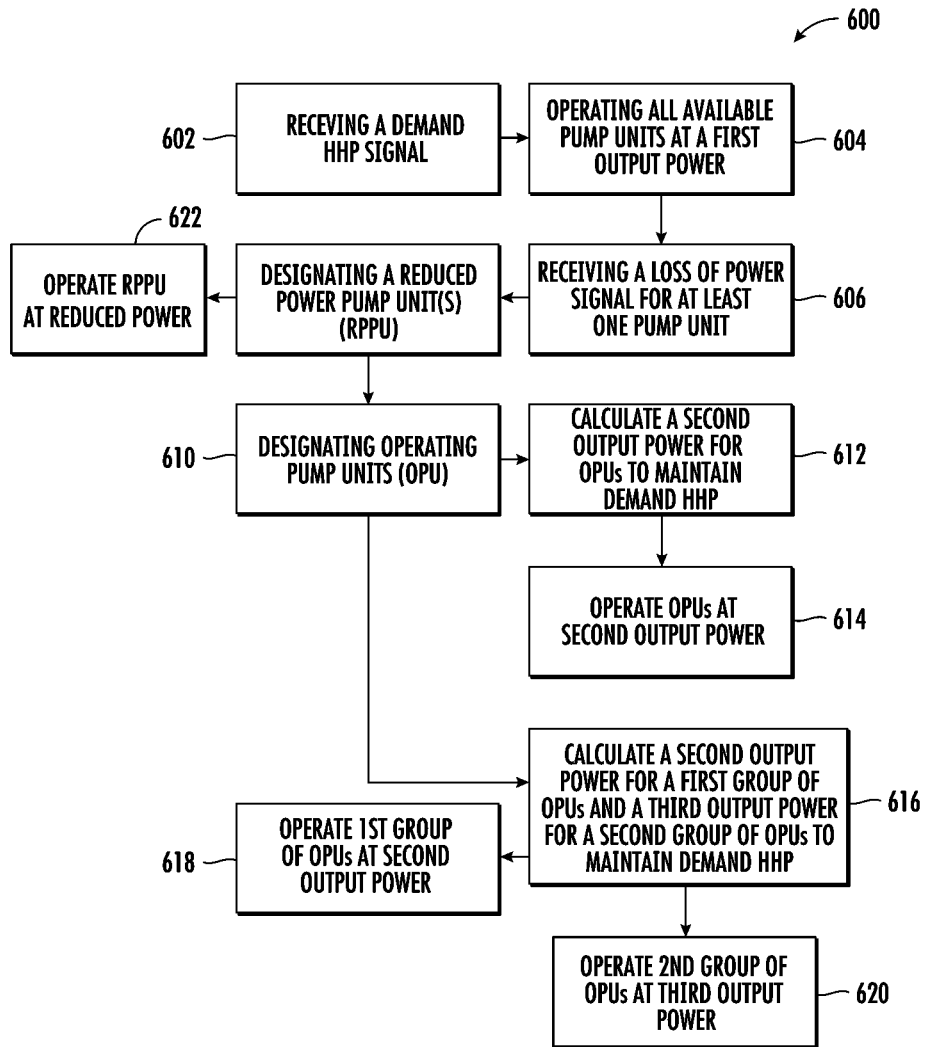 600
602
RECEVING A DEMAND
HHP SIGNAL
OPERATING ALL AVAILABLE
PUMP UNITS AT A FIRST
OUTPUT POWER
604
622
OPERATE RPPU
AT REDUCED POWER
DESIGNATING A REDUCED
POWER PUMP UNIT(S)
(RPPU)
RECEIVING A LOSS OF POWER
SIGNAL FOR AT LEAST
ONE PUMP UNIT
606
610
DESIGNATING OPERATING
PUMP UNITS (OPU)
CALCULATE A SECOND
OUTPUT POWER FOR
OPUs TO MAINTAIN
DEMAND HHP
612
OPERATE OPUs AT
SECOND OUTPUT POWER
614
CALCULATE A SECOND OUTPUT
POWER FOR A FIRST GROUP OF
OPUs AND A THIRD OUTPUT POWER
FOR A SECOND GROUP OF OPUs TO
MAINTAIN DEMAND HHP
616
618
OPERATE 1ST GROUP
OF OPUs AT SECOND
OUTPUT POWER
OPERATE 2ND GROUP OF
OPUs AT THIRD OUTPUT
POWER
620